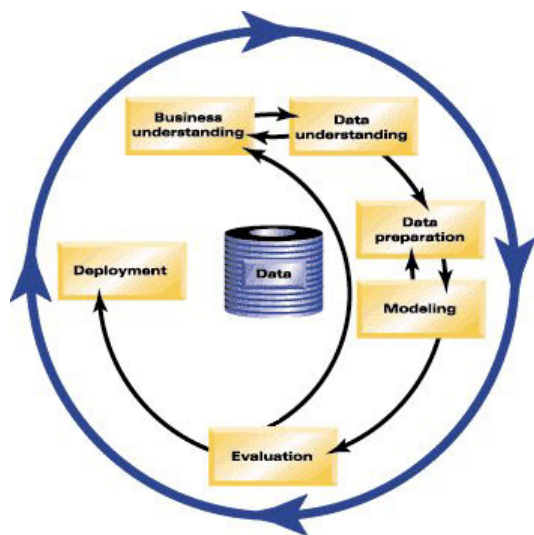 Business
understanding
Data
understanding
Data
preparation
Modeling
Data
Deployment
Evaluation